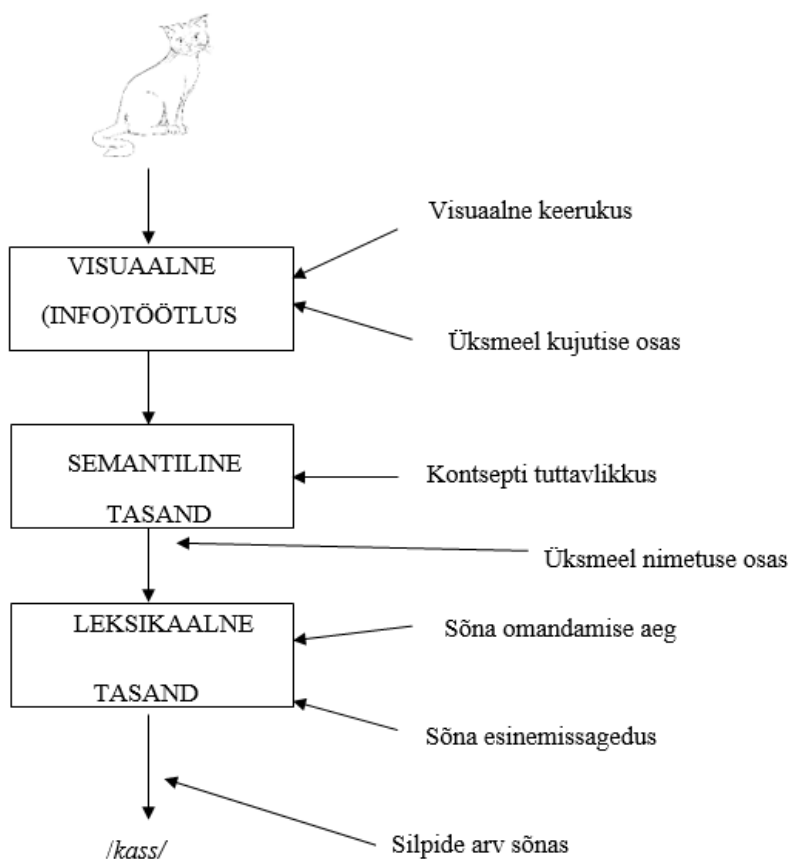 Visuaalne keerukus
VISUAALNE
(INFO)TÖÖTLUS
Üksmeel kujutise osas
SEMANTILINE
Kontsepti tuttavlikkus
TASAND
Üksmeel nimetuse osas
LEKSIKAALNE
Sõna omandamise aeg
TASAND
Sõna esinemissagedus
Silpide arv sõnas
/kass/